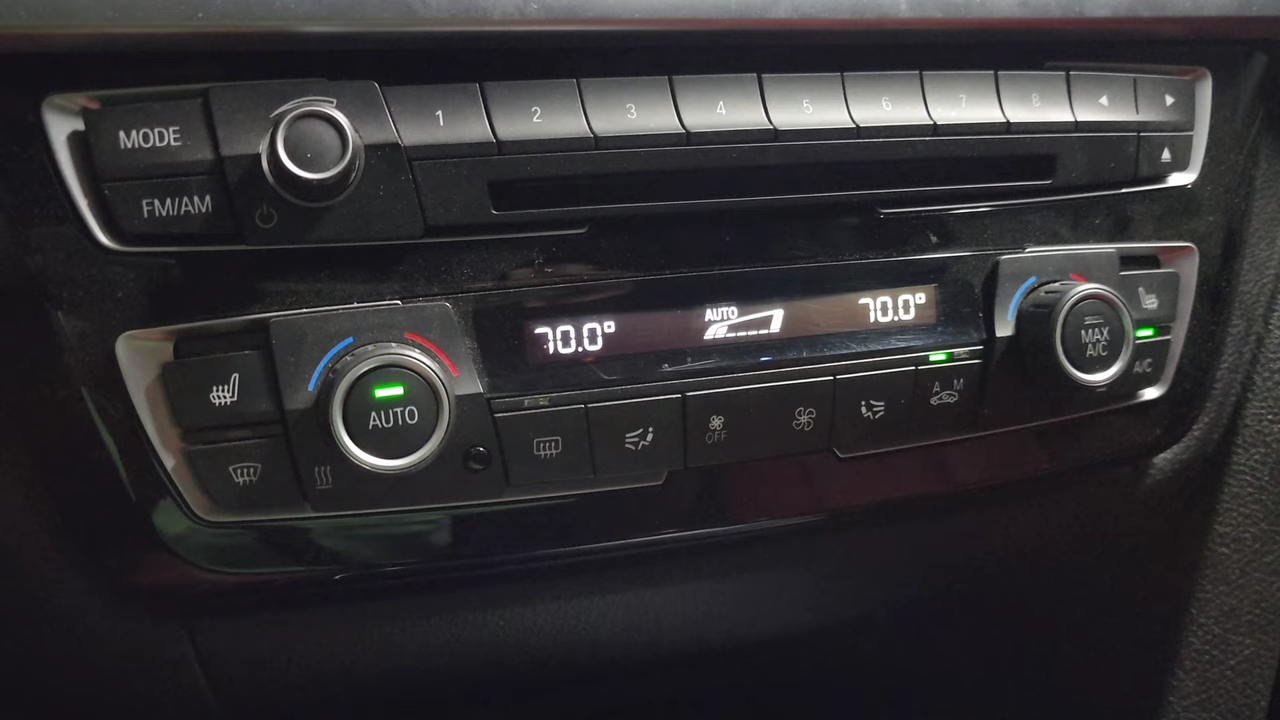 MODE
1 2 3 4 5 6 7 8
FM/AM
70.0° AUTO 70.0°
MAX
A/C
A/C
AUTO
OFF
A M